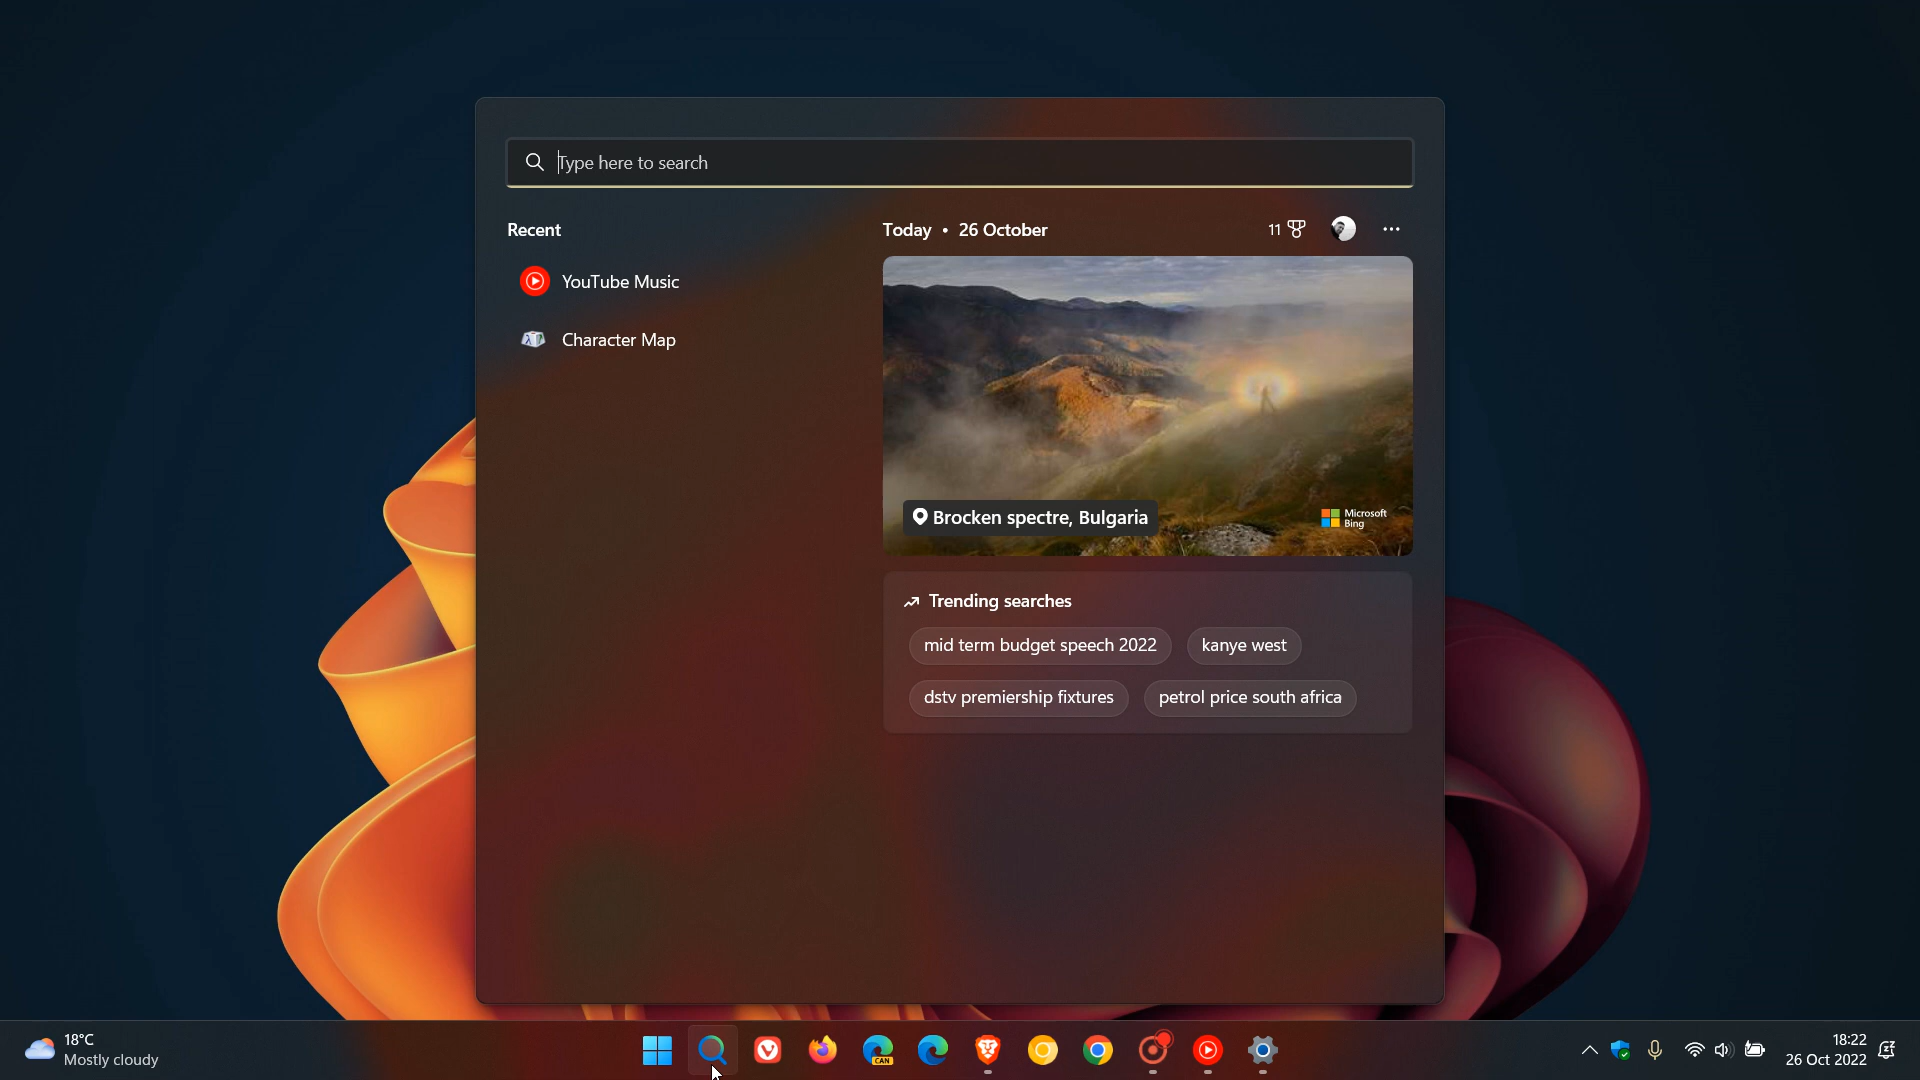 Type here to search
Recent
YouTube Music
Character Map
Today • 26 October
11
Brocken spectre, Bulgaria
Microsoft
Bing
Trending searches
mid term budget speech 2022
kanye west
dstv premiership fixtures
petrol price south africa
18°C
Mostly cloudy
CAN
18:22
26 Oct 2022